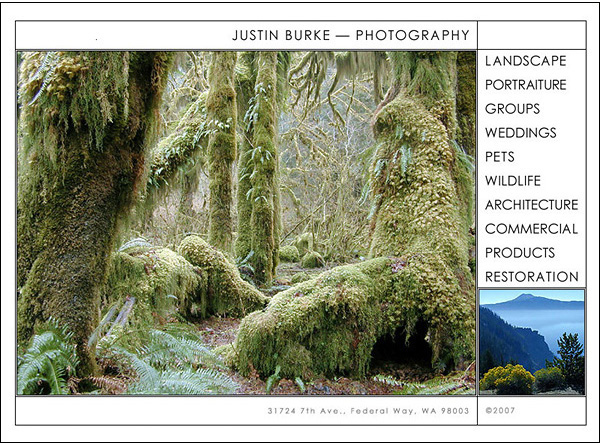 JUSTIN BURKE — PHOTOGRAPHY
LANDSCAPE
PORTRAITURE
GROUPS
WEDDINGS
PETS
WILDLIFE
ARCHITECTURE
COMMERCIAL
PRODUCTS
RESTORATION
31724 7th Ave., Federal Way, WA 98003
©2007